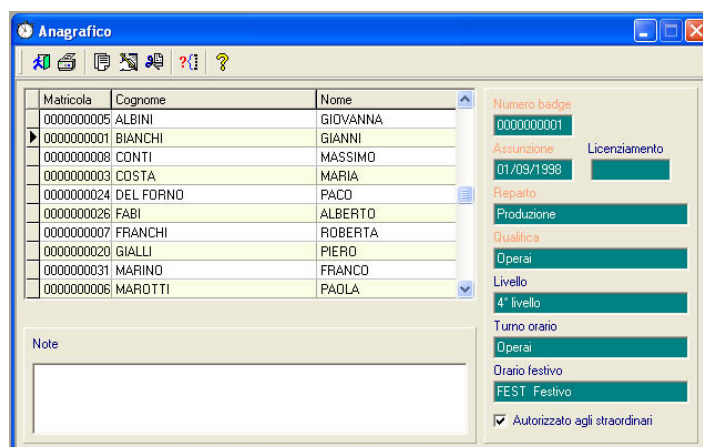 Anagrafico
Matricola Cognome Nome
0000000005 ALBINI GIOVANNA
0000000001 BIANCHI GIANNI
0000000008 CONTI MASSIMO
0000000003 COSTA MARIA
0000000024 DEL FORNO PACO
0000000026 FABI ALBERTO
0000000007 FRANCHI ROBERTA
0000000020 GIALLI PIERO
0000000031 MARINO FRANCO
0000000006 MAROTTI PAOLA
Note
Numero badge
0000000001
Assunzione Licenziamento
01/09/1998
Reparto
Produzione
Qualifica
Operai
Livello
4° livello
Turno orario
Operai
Orario festivo
FEST Festivo
Autorizzato agli straordinari